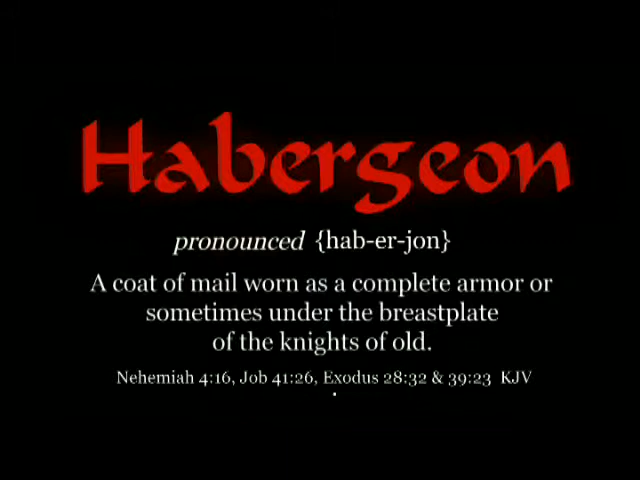 Habergeon
pronounced {hab-er-jon}
A coat of mail worn as a complete armor or
sometimes under the breastplate
of the knights of old.
Nehemiah 4:16, Job 41:26, Exodus 28:32 & 39:23 KJV
.